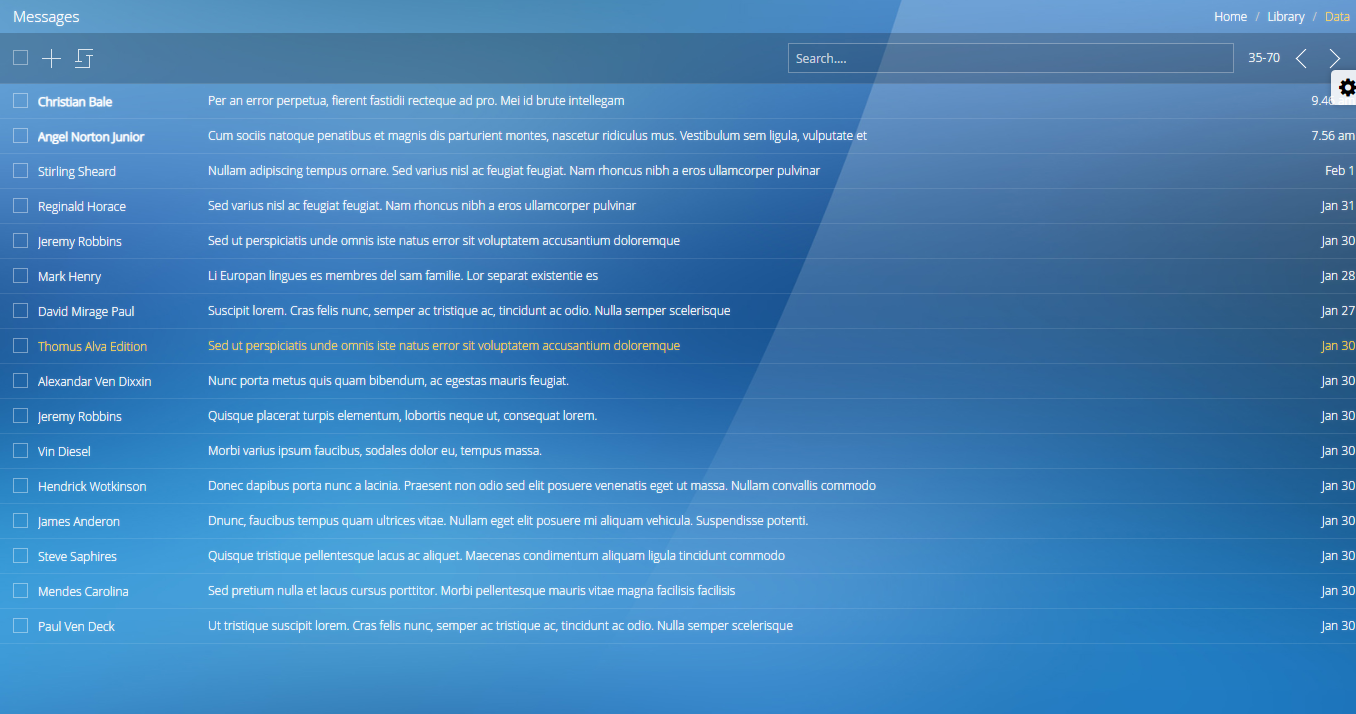 Messages
Home / Library / Data
Search....
35-70
Christian Bale Per an error perpetua, fierent fastidii recteque ad pro. Mei id brute intellegam 9.46
Angel Norton Junior Cum sociis natoque penatibus et magnis dis parturient montes, nascetur ridiculus mus. Vestibulum sem ligula, vulputate et 7.56 am
Stirling Sheard Nullam adipiscing tempus ornare. Sed varius nisl ac feugiat feugiat. Nam rhoncus nibh a eros ullamcorper pulvinar Feb 1
Reginald Horace Sed varius nisl ac feugiat feugiat. Nam rhoncus nibh a eros ullamcorper pulvinar Jan 31
Jeremy Robbins Sed ut perspiciatis unde omnis iste natus error sit voluptatem accusantium doloremque Jan 30
Mark Henry Li Europan lingues es membres del sam familie. Lor separat existentie es Jan 28
David Mirage Paul Suscipit lorem. Cras felis nunc, semper ac tristique ac, tincidunt ac odio. Nulla semper scelerisque Jan 27
Thomus Alva Edition Sed ut perspiciatis unde omnis iste natus error sit voluptatem accusantium doloremque Jan 30
Alexandar Ven Dixxin Nunc porta metus quis quam bibendum, ac egestas mauris feugiat. Jan 30
Jeremy Robbins Quisque placerat turpis elementum, lobortis neque ut, consequat lorem. Jan 30
Vin Diesel Morbi varius ipsum faucibus, sodales dolor eu, tempus massa. Jan 30
Hendrick Wotkinson Donec dapibus porta nunc a lacinia. Praesent non odio sed elit posuere venenatis eget ut massa. Nullam convallis commodo Jan 30
James Anderon Dnunc, faucibus tempus quam ultrices vitae. Nullam eget elit posuere mi aliquam vehicula. Suspendisse potenti. Jan 30
Steve Saphires Quisque tristique pellentesque lacus ac aliquet. Maecenas condimentum aliquam ligula tincidunt commodo Jan 30
Mendes Carolina Sed pretium nulla et lacus cursus porttitor. Morbi pellentesque mauris vitae magna facilisis facilisis Jan 30
Paul Ven Deck Ut tristique suscipit lorem. Cras felis nunc, semper ac tristique ac, tincidunt ac odio. Nulla semper scelerisque Jan 30